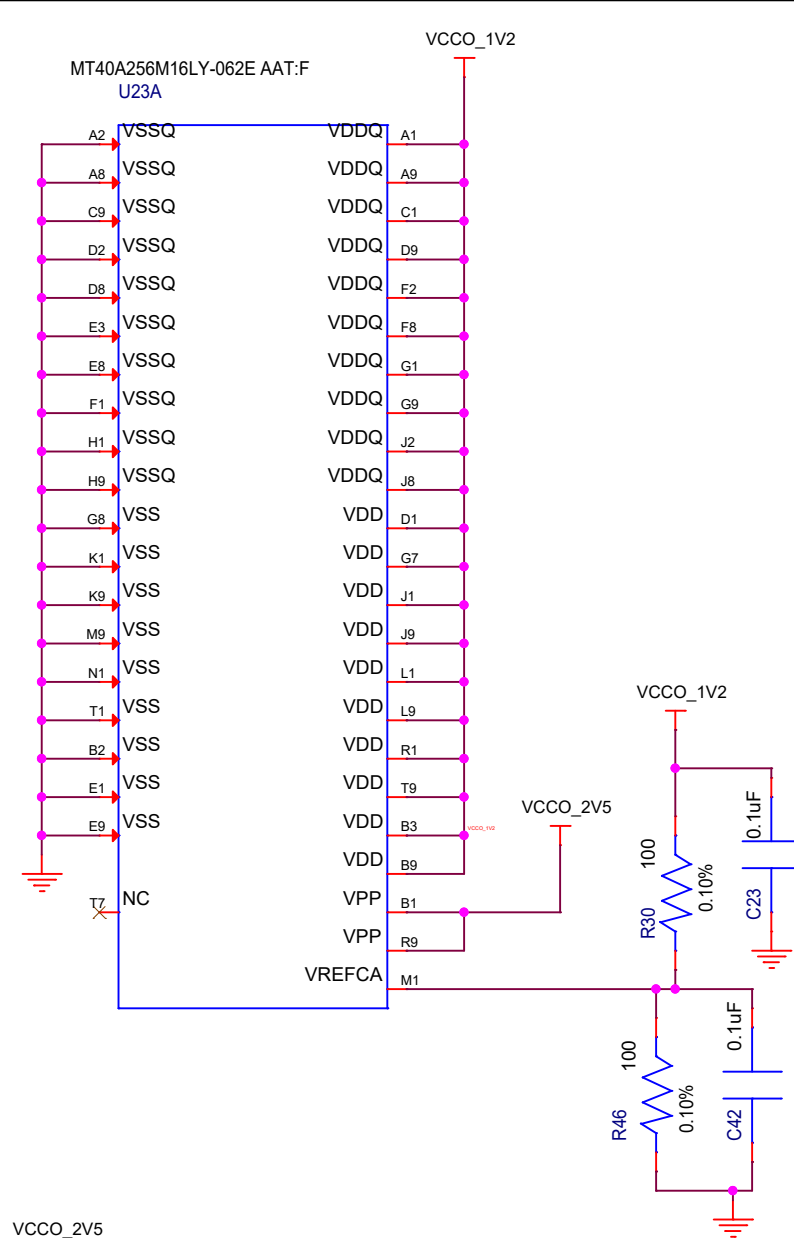 VCCO_1V2
MT40A256M16LY-062E AAT:F
U23A
A2 VSSQ VDDQ A1
A8 VSSQ VDDQ A9
C9 VSSQ VDDQ C1
D2 VSSQ VDDQ D9
D8 VSSQ VDDQ F2
E3 VSSQ VDDQ F8
E8 VSSQ VDDQ G1
F1 VSSQ VDDQ G9
H1 VSSQ VDDQ J2
H9 VSSQ VDDQ J8
G8 VSS VDD D1
K1 VSS VDD G7
K9 VSS VDD J1
M9 VSS VDD J9
N1 VSS VDD L1
T1 VSS VDD L9
B2 VSS VDD R1
E1 VSS VDD T9
E9 VSS VDD B3
VCCO_1V2
VDD B9
T7 NC VPP B1
VPP R9
VREFCA M1
VCCO_2V5
VCCO_1V2
R30
100
0.10%
C23
0.1uF
R46
100
0.10%
C42
0.1uF
VCCO_2V5